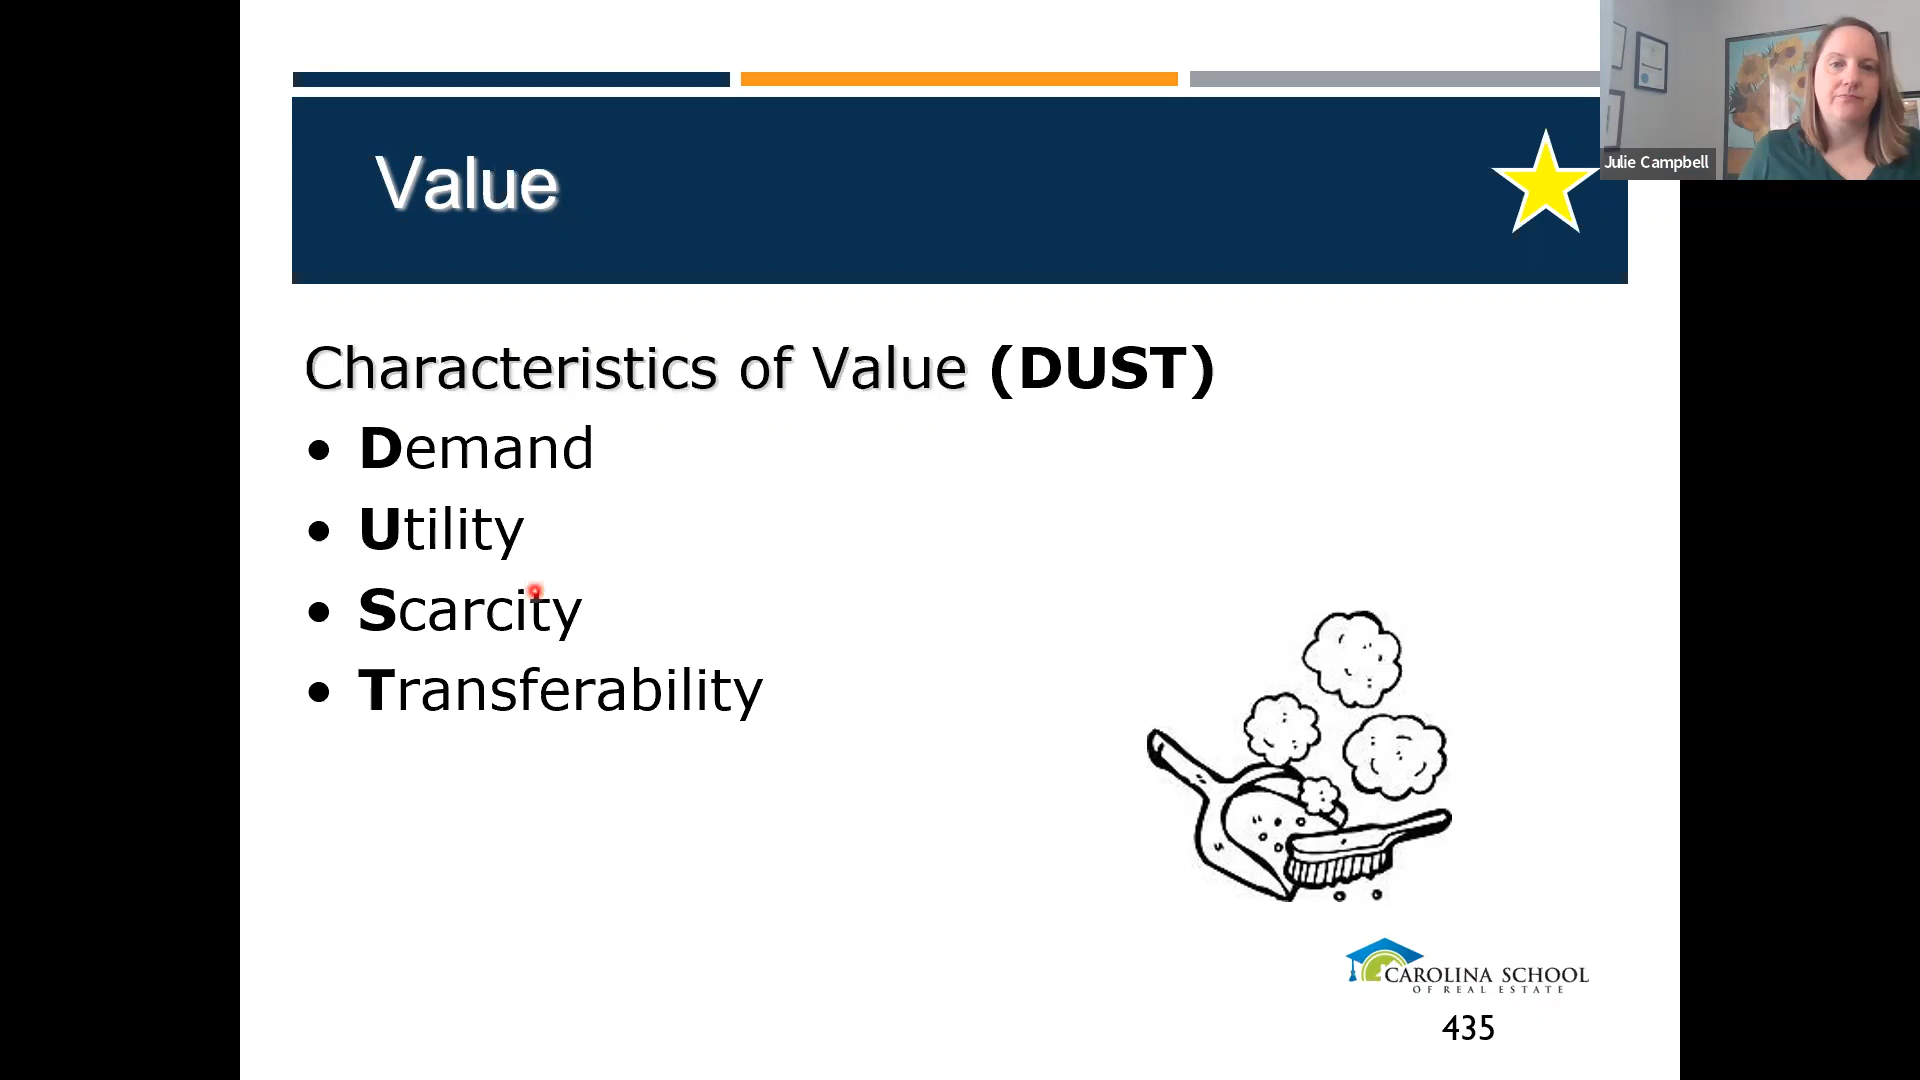 Julie Campbell
Value
Characteristics of Value (DUST)
• Demand
• Utility
• Scarcity
• Transferability
CAROLINA SCHOOL
OF REAL ESTATE
435